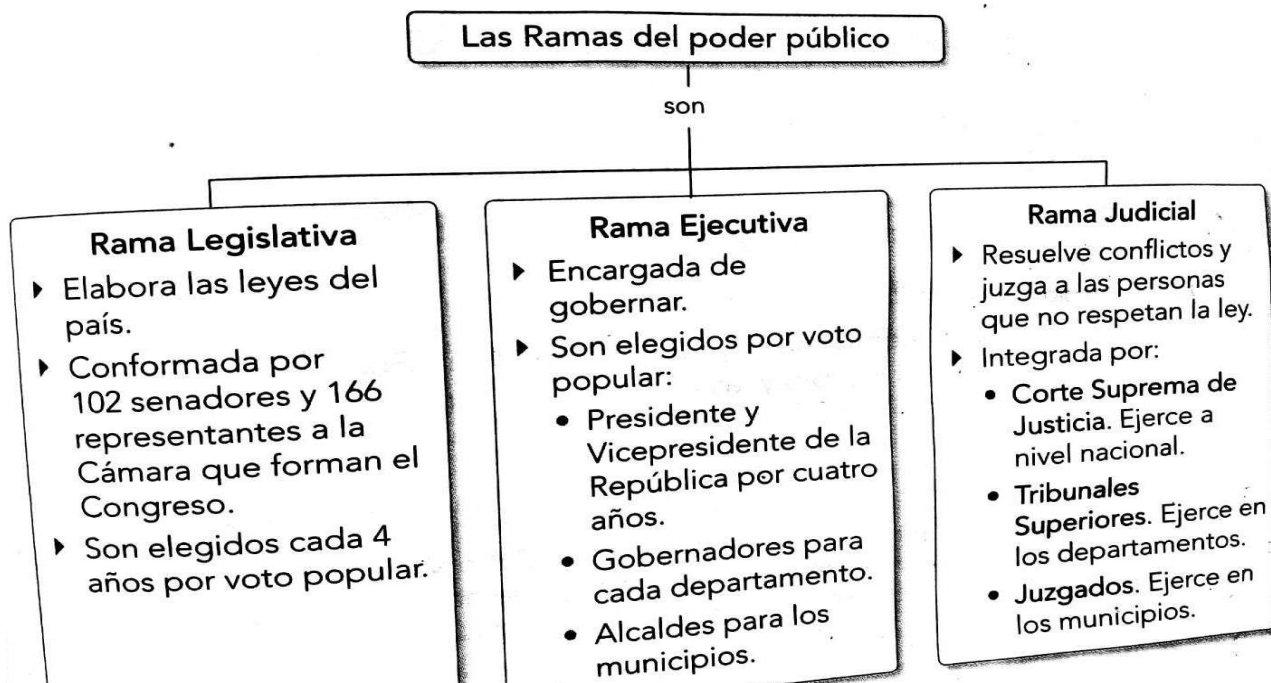 Las Ramas del poder público
son
Rama Legislativa
▶ Elabora las leyes del
país.
▶ Conformada por
102 senadores y 166
representantes a la
Cámara que forman el
Congreso.
▶ Son elegidos cada 4
años por voto popular.
Rama Ejecutiva
▶ Encargada de
gobernar.
▶ Son elegidos por voto
popular:
• Presidente y
Vicepresidente de la
República por cuatro
años.
• Gobernadores para
cada departamento.
• Alcaldes para los
municipios.
Rama Judicial
▶ Resuelve conflictos y
juzga a las personas
que no respetan la ley.
▶ Integrada por:
• Corte Suprema de
Justicia. Ejerce a
nivel nacional.
• Tribunales
Superiores. Ejerce en
los departamentos.
• Juzgados. Ejerce en
los municipios.